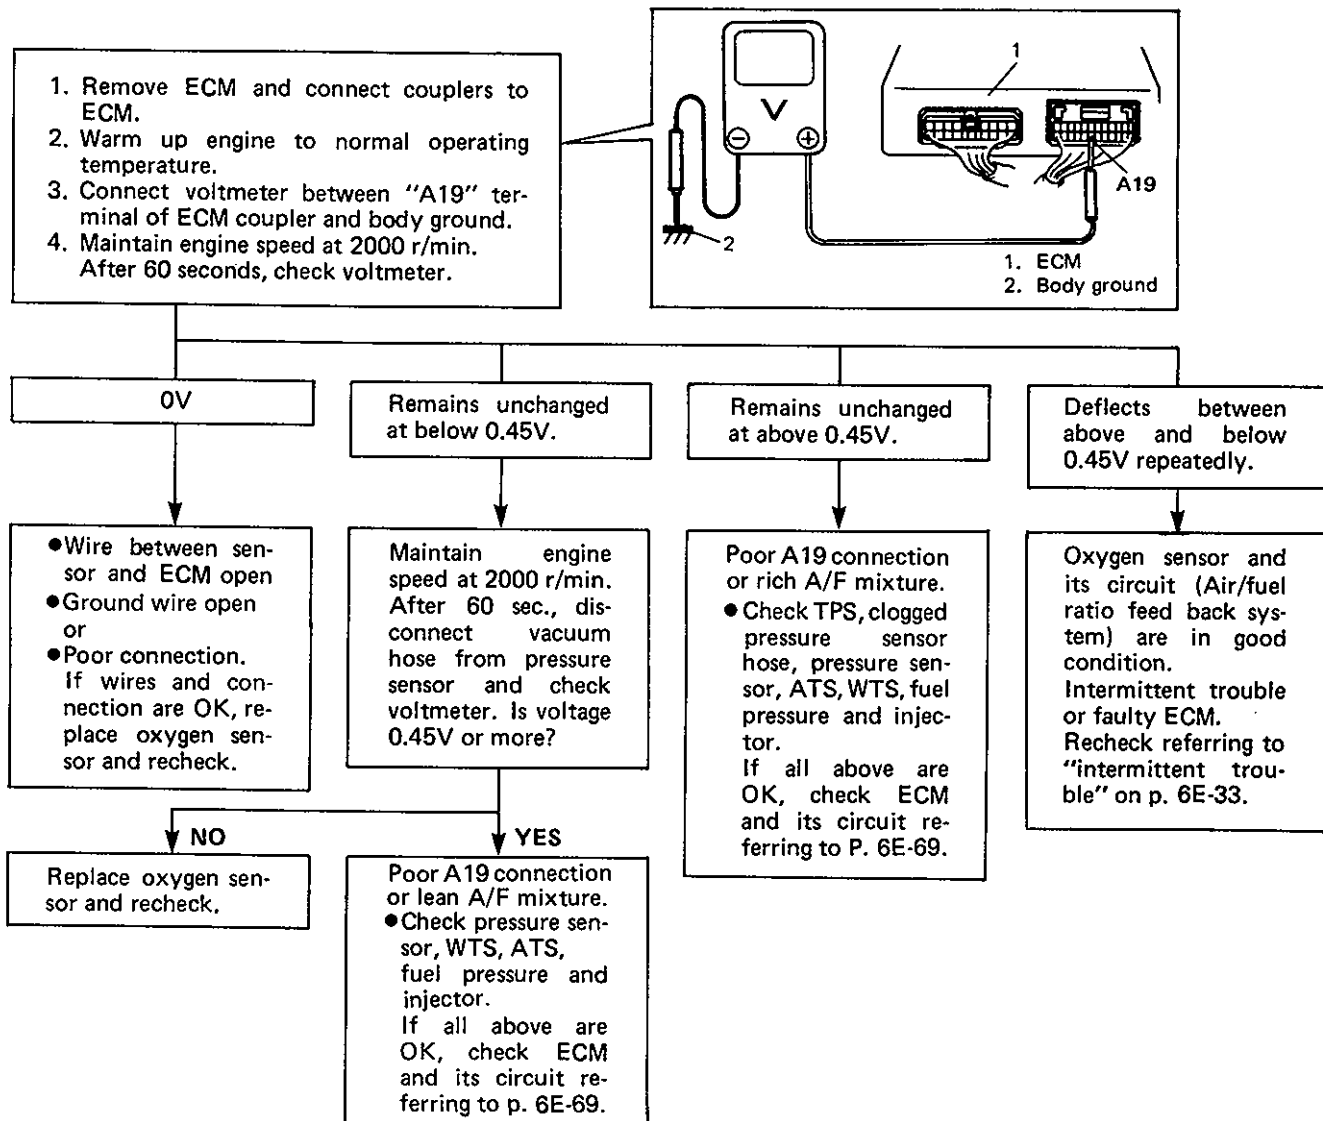 1. Remove ECM and connect couplers to
ECM.
2. Warm up engine to normal operating
temperature.
3. Connect voltmeter between "A19" ter-
minal of ECM coupler and body ground.
4. Maintain engine speed at 2000 r/min.
After 60 seconds, check voltmeter.
V
⊖ ⊕
1
A19
2
1. ECM
2. Body ground
0V
Remains unchanged
at below 0.45V.
Remains unchanged
at above 0.45V.
Deflects between
above and below
0.45V repeatedly.
●Wire between sen-
sor and ECM open
●Ground wire open
or
●Poor connection.
If wires and con-
nection are OK, re-
place oxygen sen-
sor and recheck.
Maintain engine
speed at 2000 r/min.
After 60 sec., dis-
connect vacuum
hose from pressure
sensor and check
voltmeter. Is voltage
0.45V or more?
Poor A19 connection
or rich A/F mixture.
●Check TPS, clogged
pressure sensor
hose, pressure sen-
sor, ATS, WTS, fuel
pressure and injec-
tor.
If all above are
OK, check ECM
and its circuit re-
ferring to P. 6E-69.
Oxygen sensor and
its circuit (Air/fuel
ratio feed back sys-
tem) are in good
condition.
Intermittent trouble
or faulty ECM.
Recheck referring to
"intermittent trou-
ble" on p. 6E-33.
NO
YES
Replace oxygen sen-
sor and recheck.
Poor A19 connection
or lean A/F mixture.
●Check pressure sen-
sor, WTS, ATS,
fuel pressure and
injector.
If all above are
OK, check ECM
and its circuit re-
ferring to p. 6E-69.